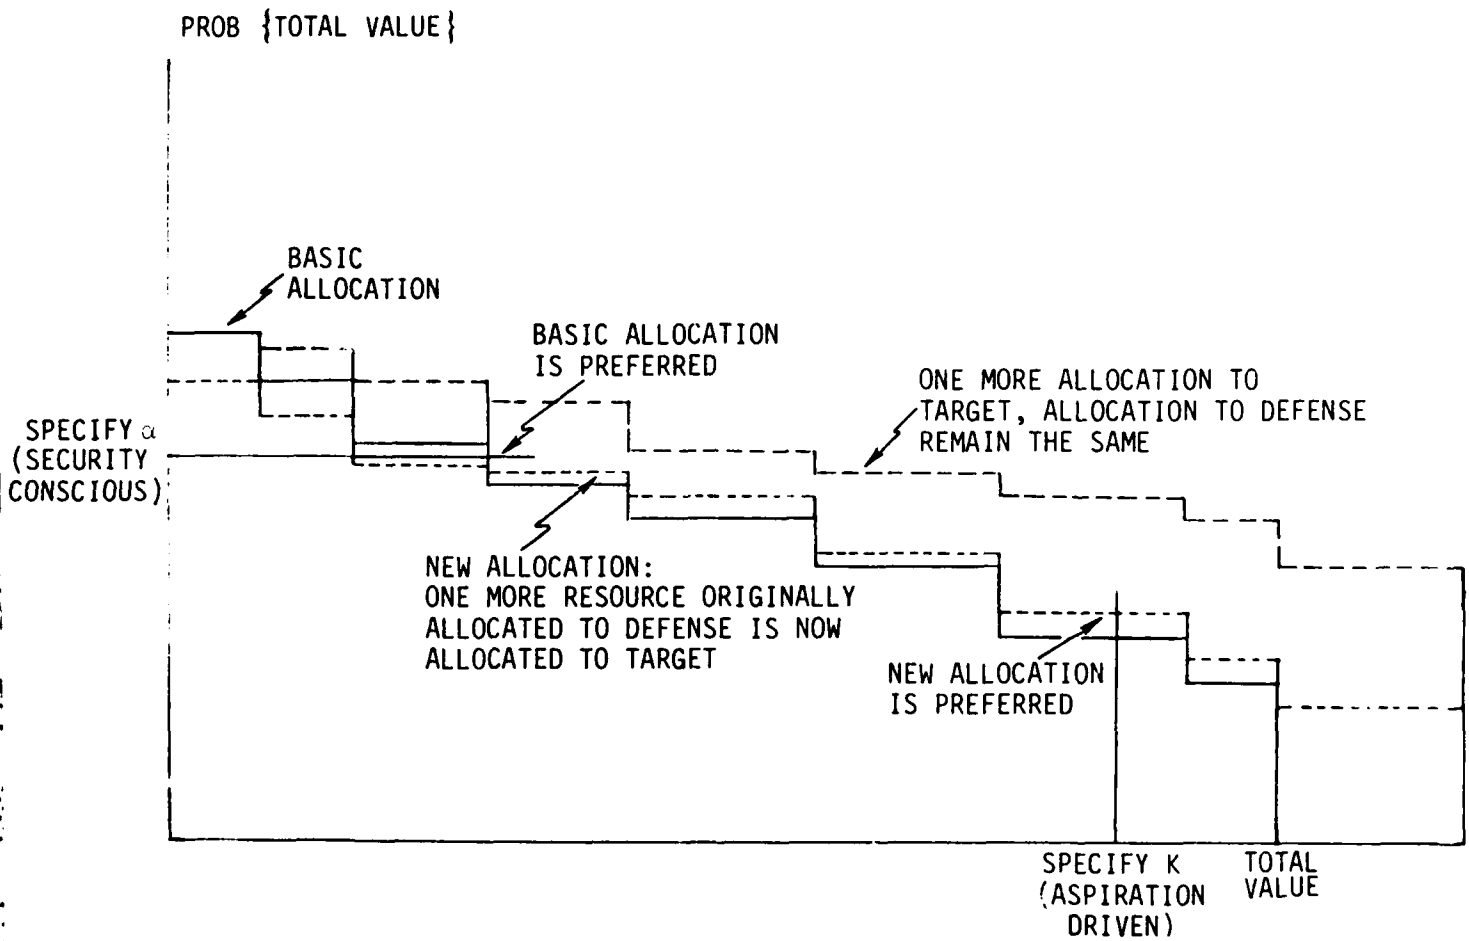 PROB {TOTAL VALUE}
BASIC
ALLOCATION
BASIC ALLOCATION
IS PREFERRED
ONE MORE ALLOCATION TO
TARGET, ALLOCATION TO DEFENSE
REMAIN THE SAME
SPECIFY α
(SECURITY
CONSCIOUS)
NEW ALLOCATION:
ONE MORE RESOURCE ORIGINALLY
ALLOCATED TO DEFENSE IS NOW
ALLOCATED TO TARGET
NEW ALLOCATION
IS PREFERRED
SPECIFY K
(ASPIRATION
DRIVEN)
TOTAL
VALUE